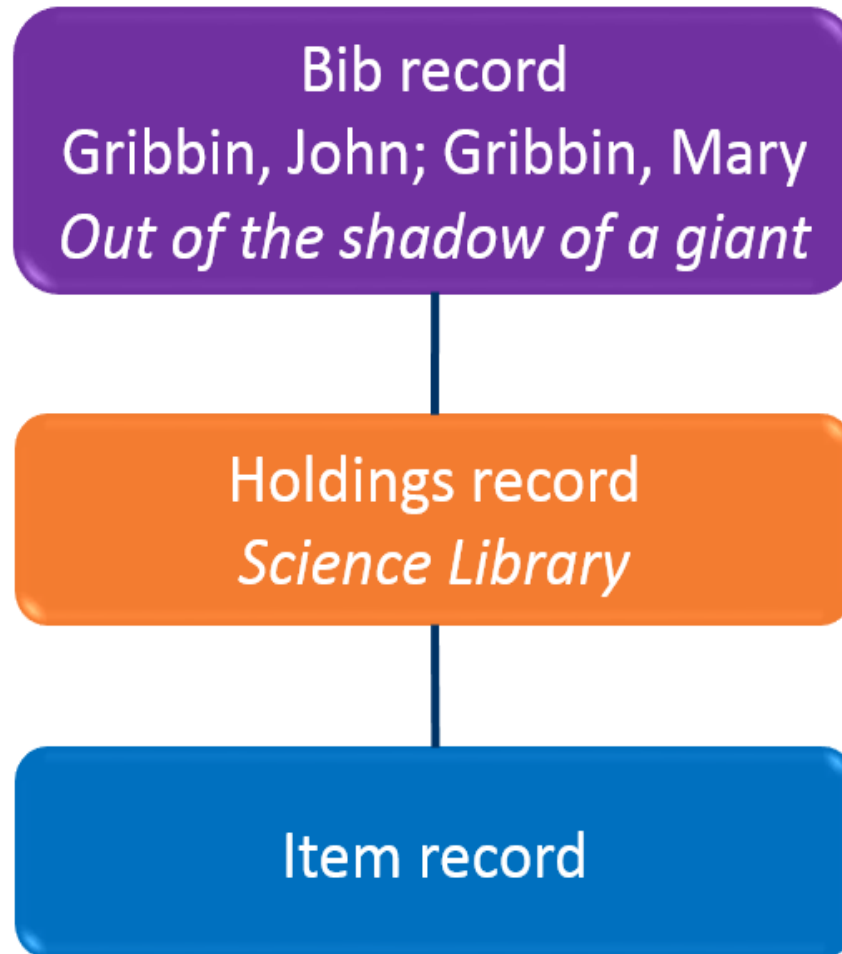 Bib record
Gribbin, John; Gribbin, Mary
Out of the shadow of a giant
Holdings record
Science Library
Item record